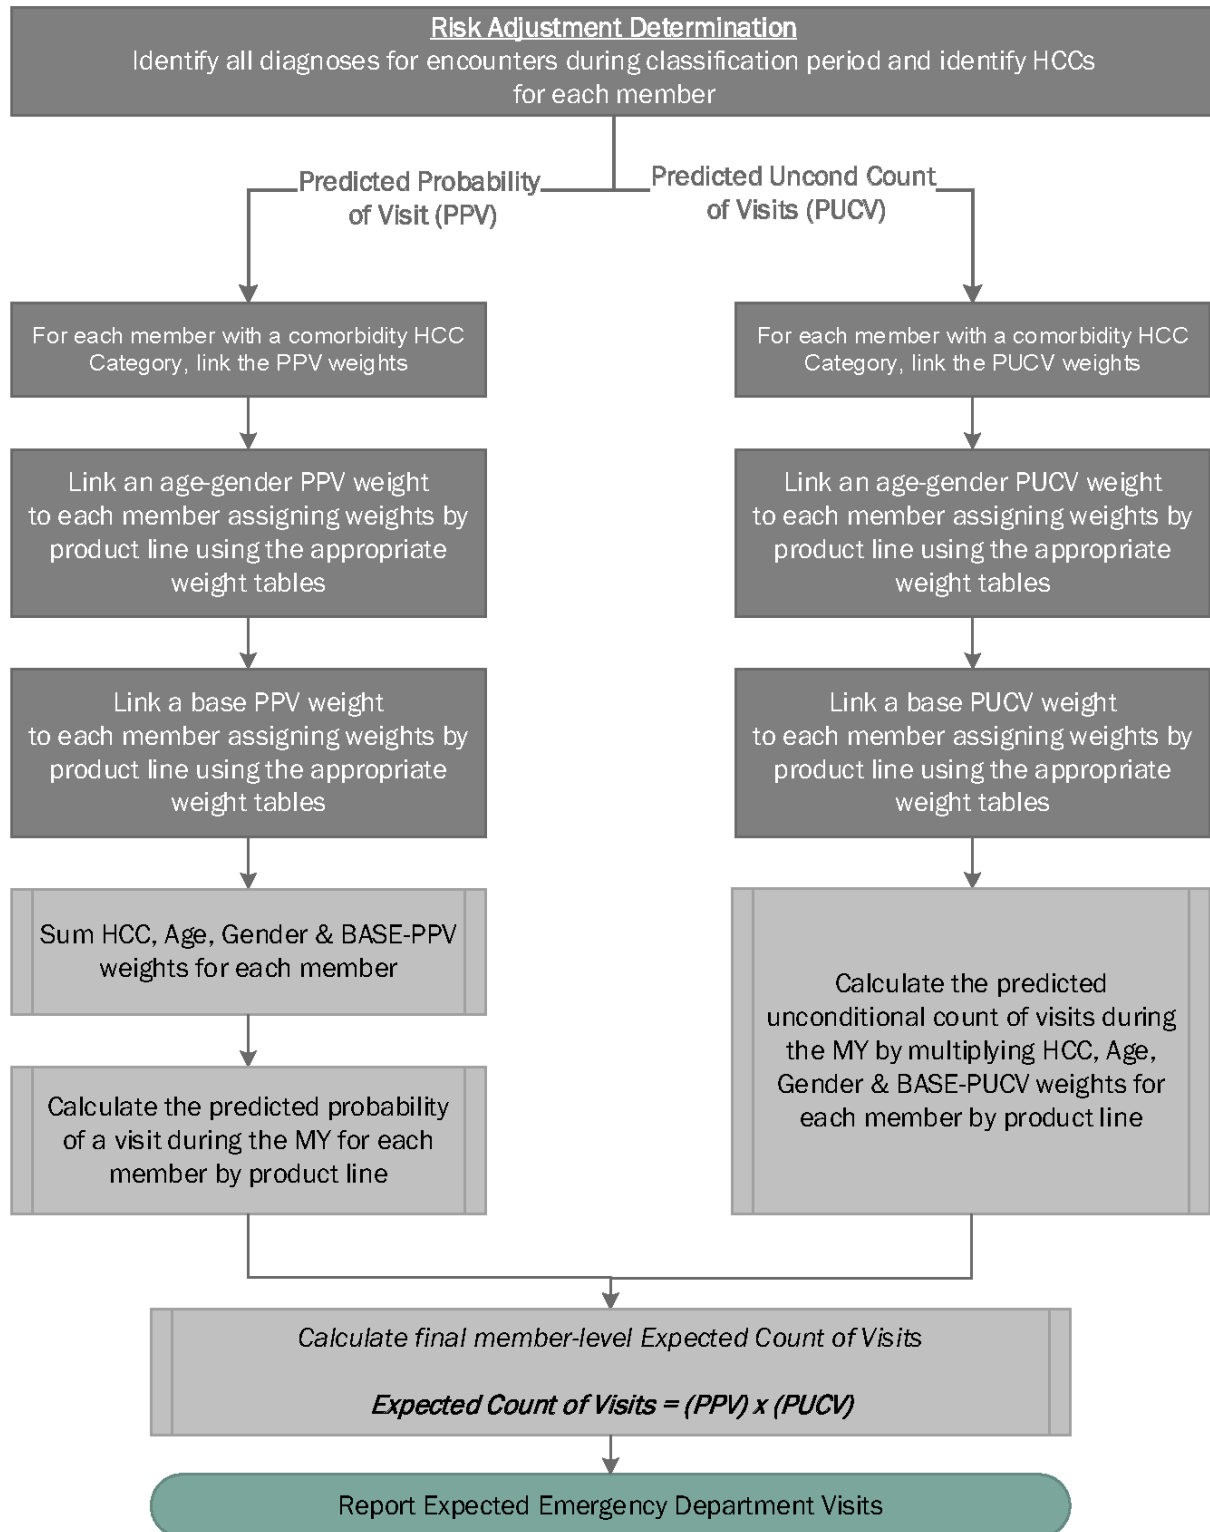 Risk Adjustment Determination
Identify all diagnoses for encounters during classification period and identify HCCs
for each member
Predicted Probability
of Visit (PPV)
Predicted Uncond Count
of Visits (PUCV)
For each member with a comorbidity HCC
Category, link the PPV weights
For each member with a comorbidity HCC
Category, link the PUCV weights
Link an age-gender PPV weight
to each member assigning weights by
product line using the appropriate
weight tables
Link an age-gender PUCV weight
to each member assigning weights by
product line using the appropriate
weight tables
Link a base PPV weight
to each member assigning weights by
product line using the appropriate
weight tables
Link a base PUCV weight
to each member assigning weights by
product line using the appropriate
weight tables
Sum HCC, Age, Gender & BASE-PPV
weights for each member
Calculate the predicted probability
of a visit during the MY for each
member by product line
Calculate the predicted
unconditional count of visits during
the MY by multiplying HCC, Age,
Gender & BASE-PUCV weights for
each member by product line
Calculate final member-level Expected Count of Visits
Expected Count of Visits = (PPV) x (PUCV)
Report Expected Emergency Department Visits